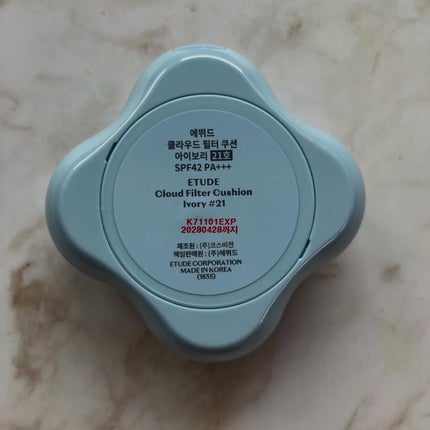 에뛰드
클라우드 필터 쿠션
아이보리 21호
SPF42 PA+++
ETUDE
Cloud Filter Cushion
Ivory #21
K71101EXP
20280428까지
제조원 : (주)코스비전
책임판매원 : (주)에뛰드
ETUDE CORPORATION
MADE IN KOREA
(1835)